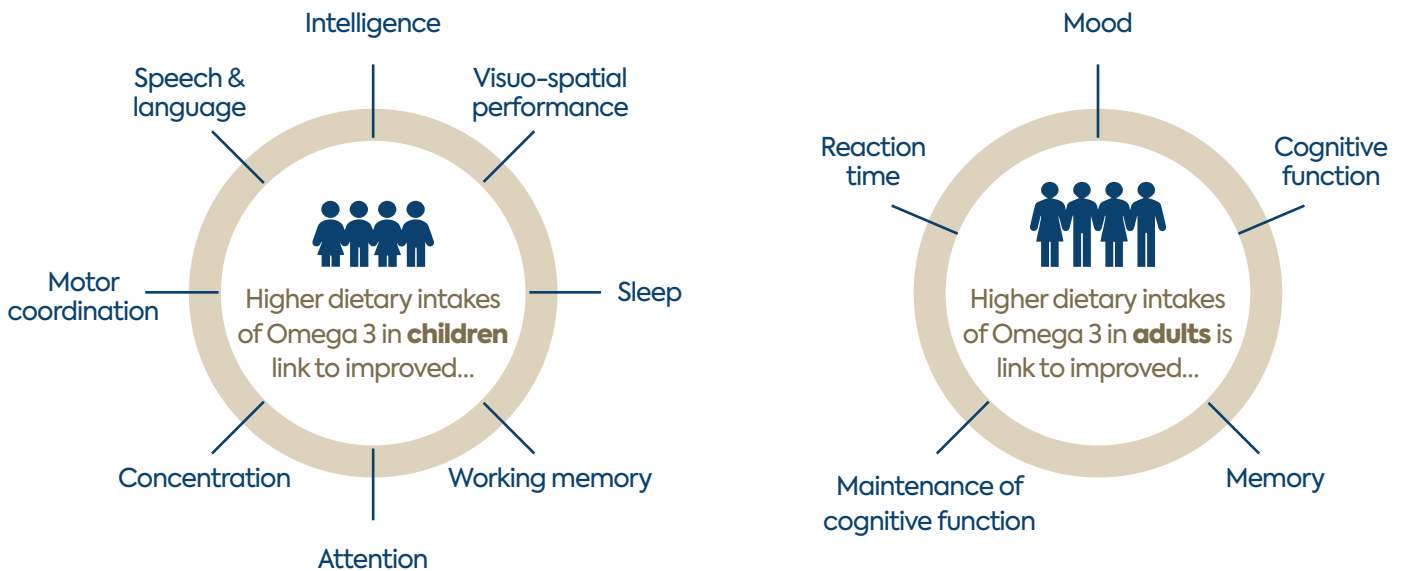 Intelligence
Speech &
language
Visuo-spatial
performance
Motor
coordination
Higher dietary intakes
of Omega 3 in children
link to improved...
Sleep
Concentration
Working memory
Attention
Mood
Reaction
time
Cognitive
function
Higher dietary intakes
of Omega 3 in adults is
link to improved...
Maintenance of
cognitive function
Memory